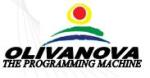 OLIVANOVA
THE PROGRAMMING MACHINE